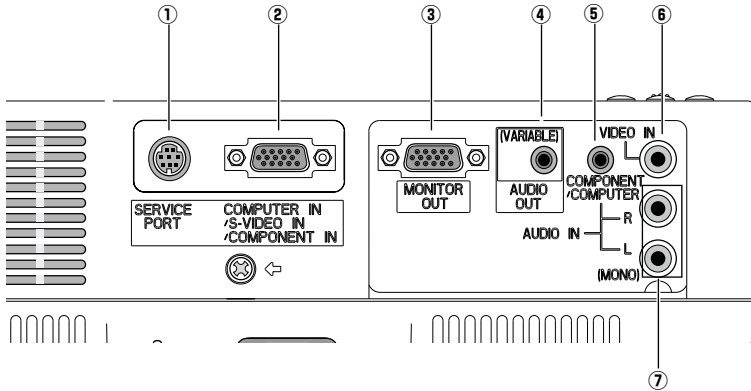 ① ② ③ ④ ⑤ ⑥
(VARIABLE)
VIDEO IN
MONITOR
OUT
AUDIO
OUT
COMPONENT
/COMPUTER
SERVICE
PORT
COMPUTER IN
/S-VIDEO IN
/COMPONENT IN
R
AUDIO IN
L
(MONO)
⑦